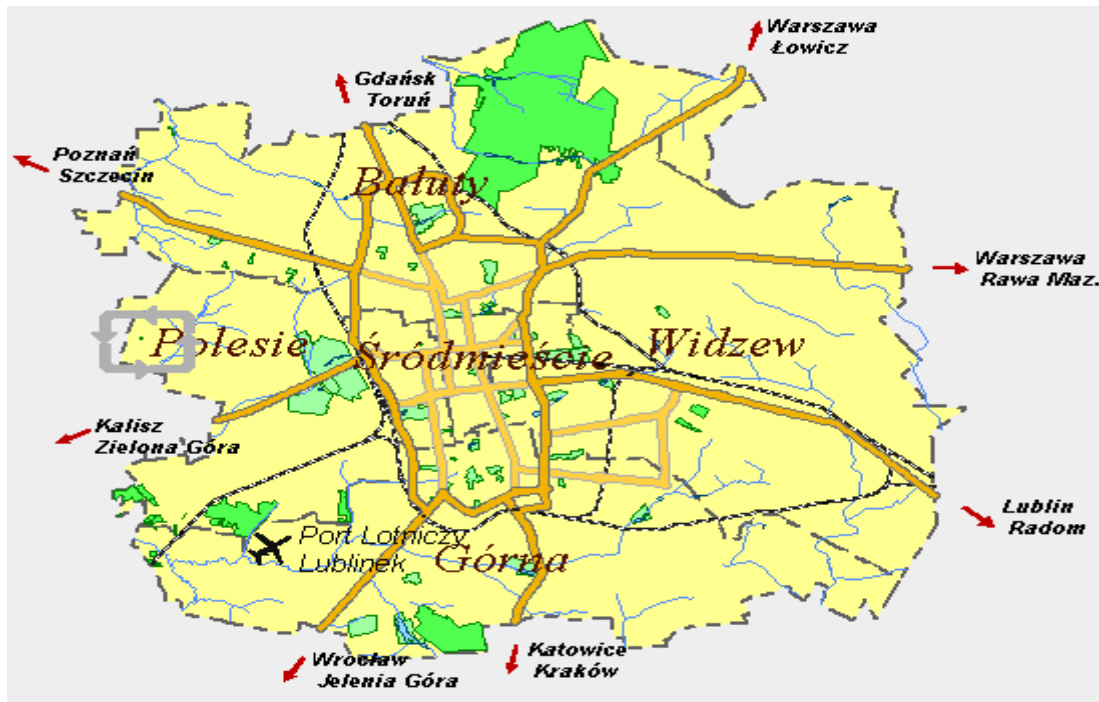 Warszawa
Łowicz
Gdańsk
Toruń
Poznań
Szczecin
Bałuty
Warszawa
Rawa Maz.
Polesie
Śródmieście
Widzew
Kalisz
Zielona Góra
Lublin
Radom
Port Lotniczy
Lublinek
Górna
Wrocław
Jelenia Góra
Katowice
Kraków